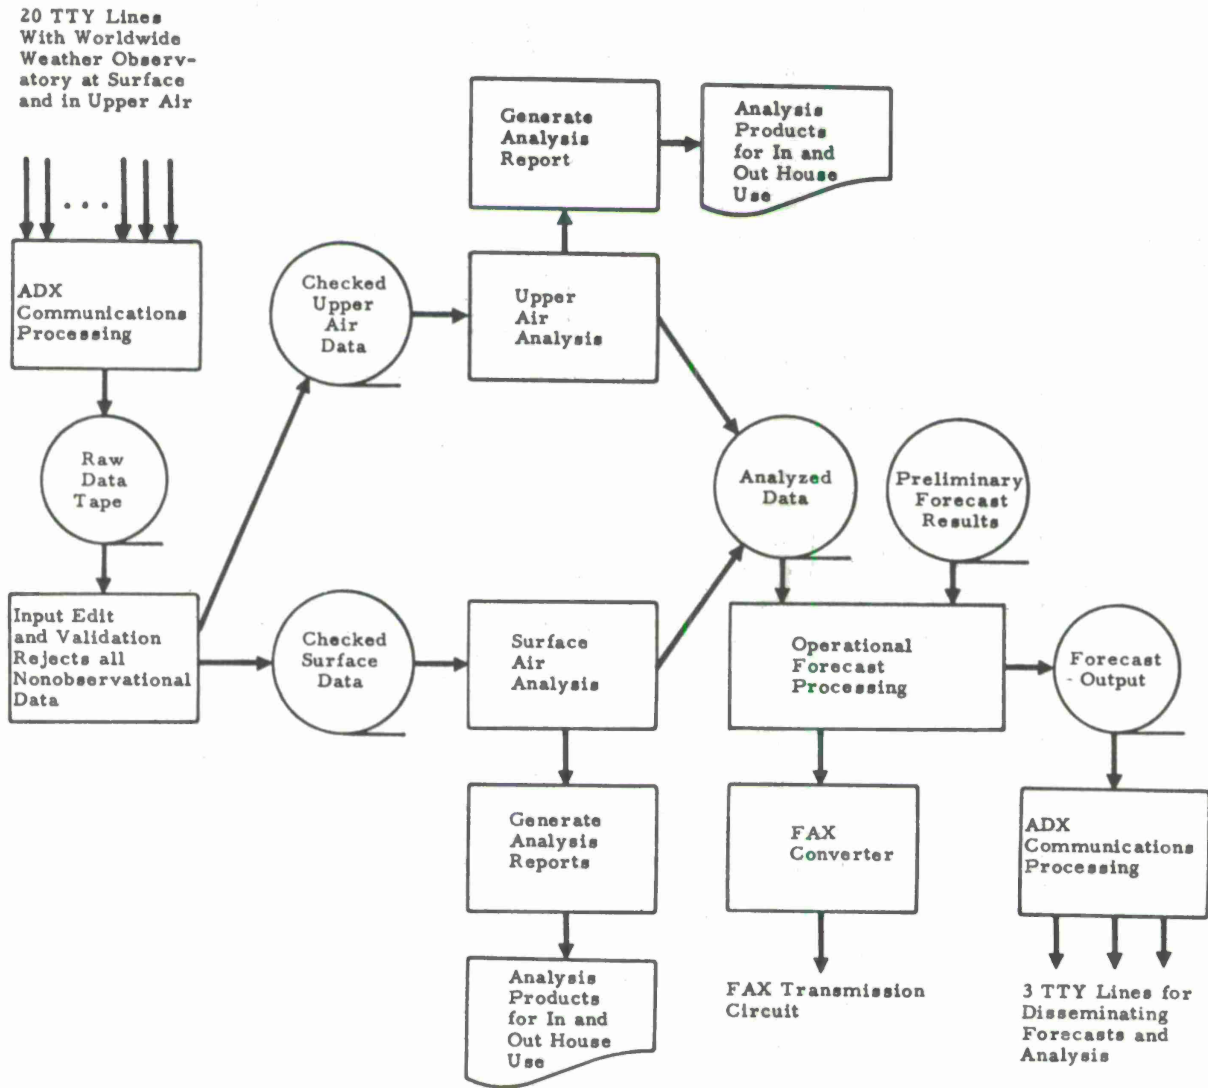 20 TTY Lines
With Worldwide
Weather Observ-
atory at Surface
and in Upper Air
ADX
Communications
Processing
Raw
Data
Tape
Input Edit
and Validation
Rejects all
Nonobservational
Data
Checked
Upper
Air
Data
Checked
Surface
Data
Generate
Analysis
Report
Analysis
Products
for In and
Out House
Use
Upper
Air
Analysis
Surface
Air
Analysis
Generate
Analysis
Reports
Analysis
Products
for In and
Out House
Use
Analyzed
Data
Preliminary
Forecast
Results
Operational
Forecast
Processing
FAX
Converter
FAX Transmission
Circuit
Forecast
Output
ADX
Communications
Processing
3 TTY Lines for
Disseminating
Forecasts and
Analysis